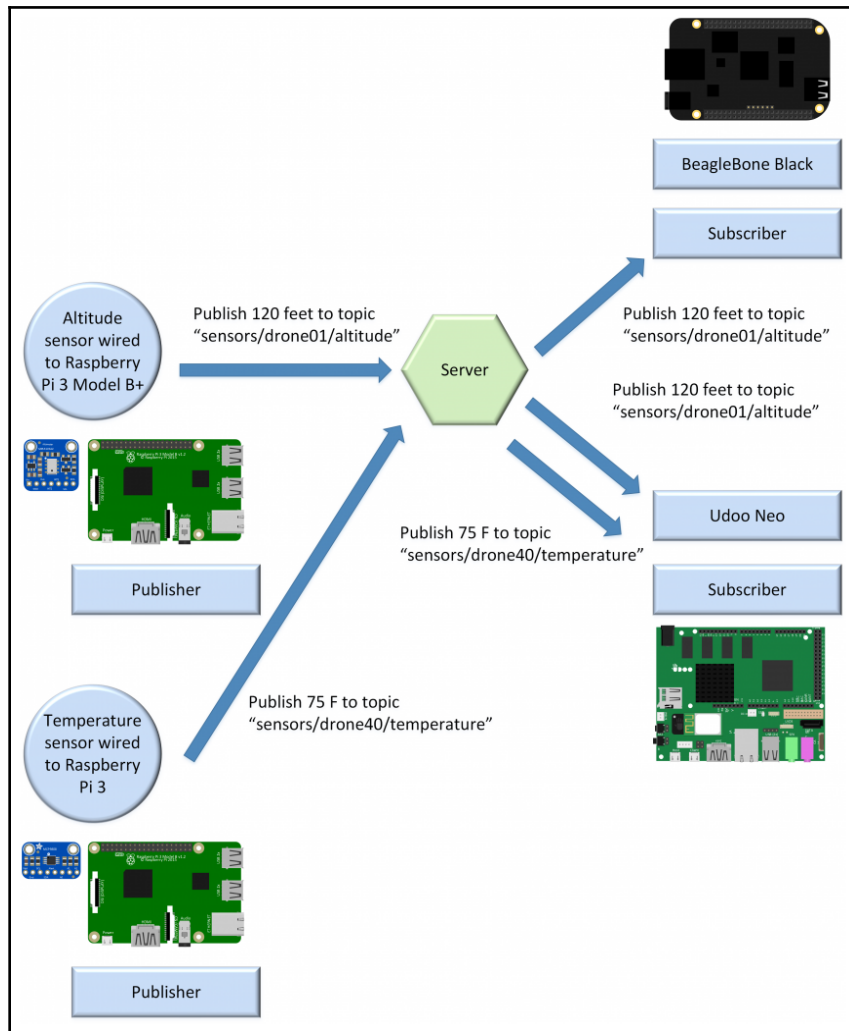 BeagleBone Black
Subscriber
Altitude
sensor wired
to Raspberry
Pi 3 Model B+
Publish 120 feet to topic
“sensors/drone01/altitude”
Server
Publish 120 feet to topic
“sensors/drone01/altitude”
Publish 120 feet to topic
“sensors/drone01/altitude”
Publisher
Publish 75 F to topic
“sensors/drone40/temperature”
Udoo Neo
Subscriber
Temperature
sensor wired
to Raspberry
Pi 3
Publish 75 F to topic
“sensors/drone40/temperature”
Publisher